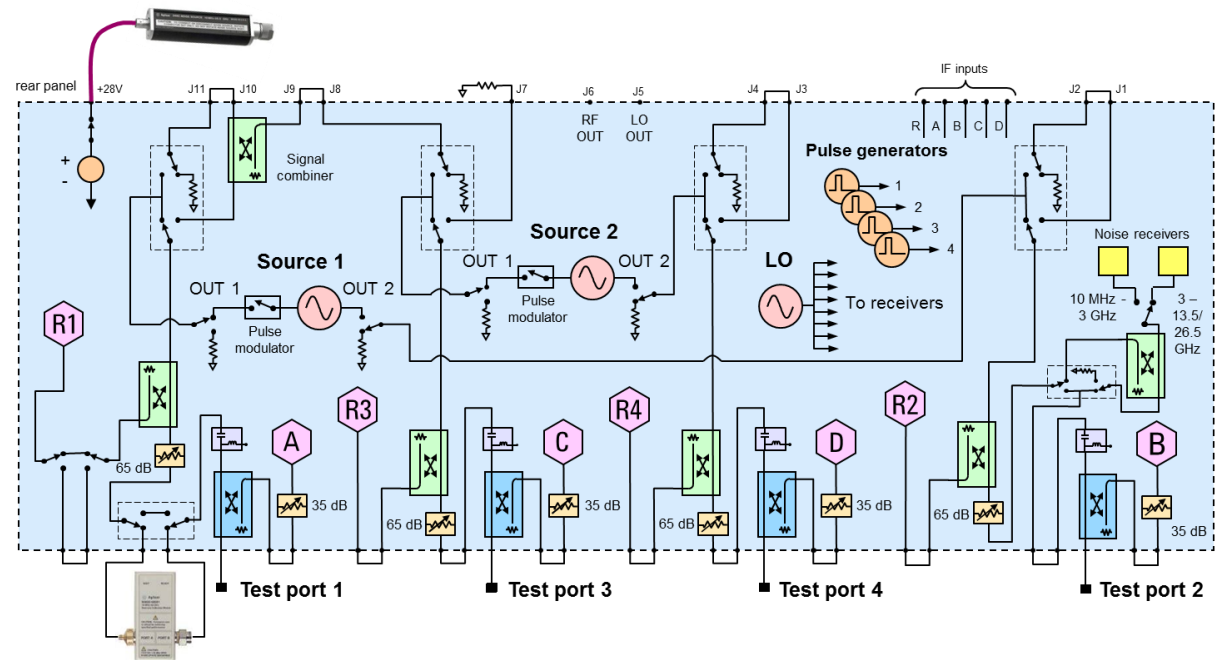 rear panel
+28V
J11
J10
J9
J8
J7
J6
J5
J4
J3
IF inputs
J2
J1
RF
OUT
LO
OUT
R
A
B
C
D
+
-
Signal
combiner
Pulse generators
1
2
3
4
Source 1
OUT 1
OUT 2
Pulse
modulator
Source 2
OUT 1
OUT 2
Pulse
modulator
LO
To receivers
Noise receivers
10 MHz -
3 GHz
3 –
13.5/
26.5
GHz
R1
R3
R4
R2
A
C
D
B
65 dB
35 dB
65 dB
35 dB
65 dB
35 dB
65 dB
35 dB
Test port 1
Test port 3
Test port 4
Test port 2
Agilent
PORT A
PORT B